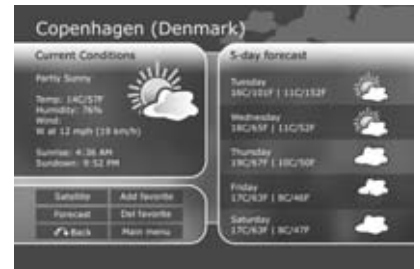 Copenhagen (Denmark)
Current Conditions
Partly Sunny
Temp: 14C/57F
Humidity: 76%
Wind:
W at 12 mph (19 km/h)
Sunrise: 4:36 AM
Sundown: 9:52 PM
Satellite
Add favorite
Forecast
Del favorite
Back
Main menu
5-day forecast
Tuesday
11C/152F
Wednesday
18C/65F | 11C/52F
Thursday
19C/67F | 10C/50F
Friday
17C/63F | 8C/46F
Saturday
17C/63F | 8C/47F